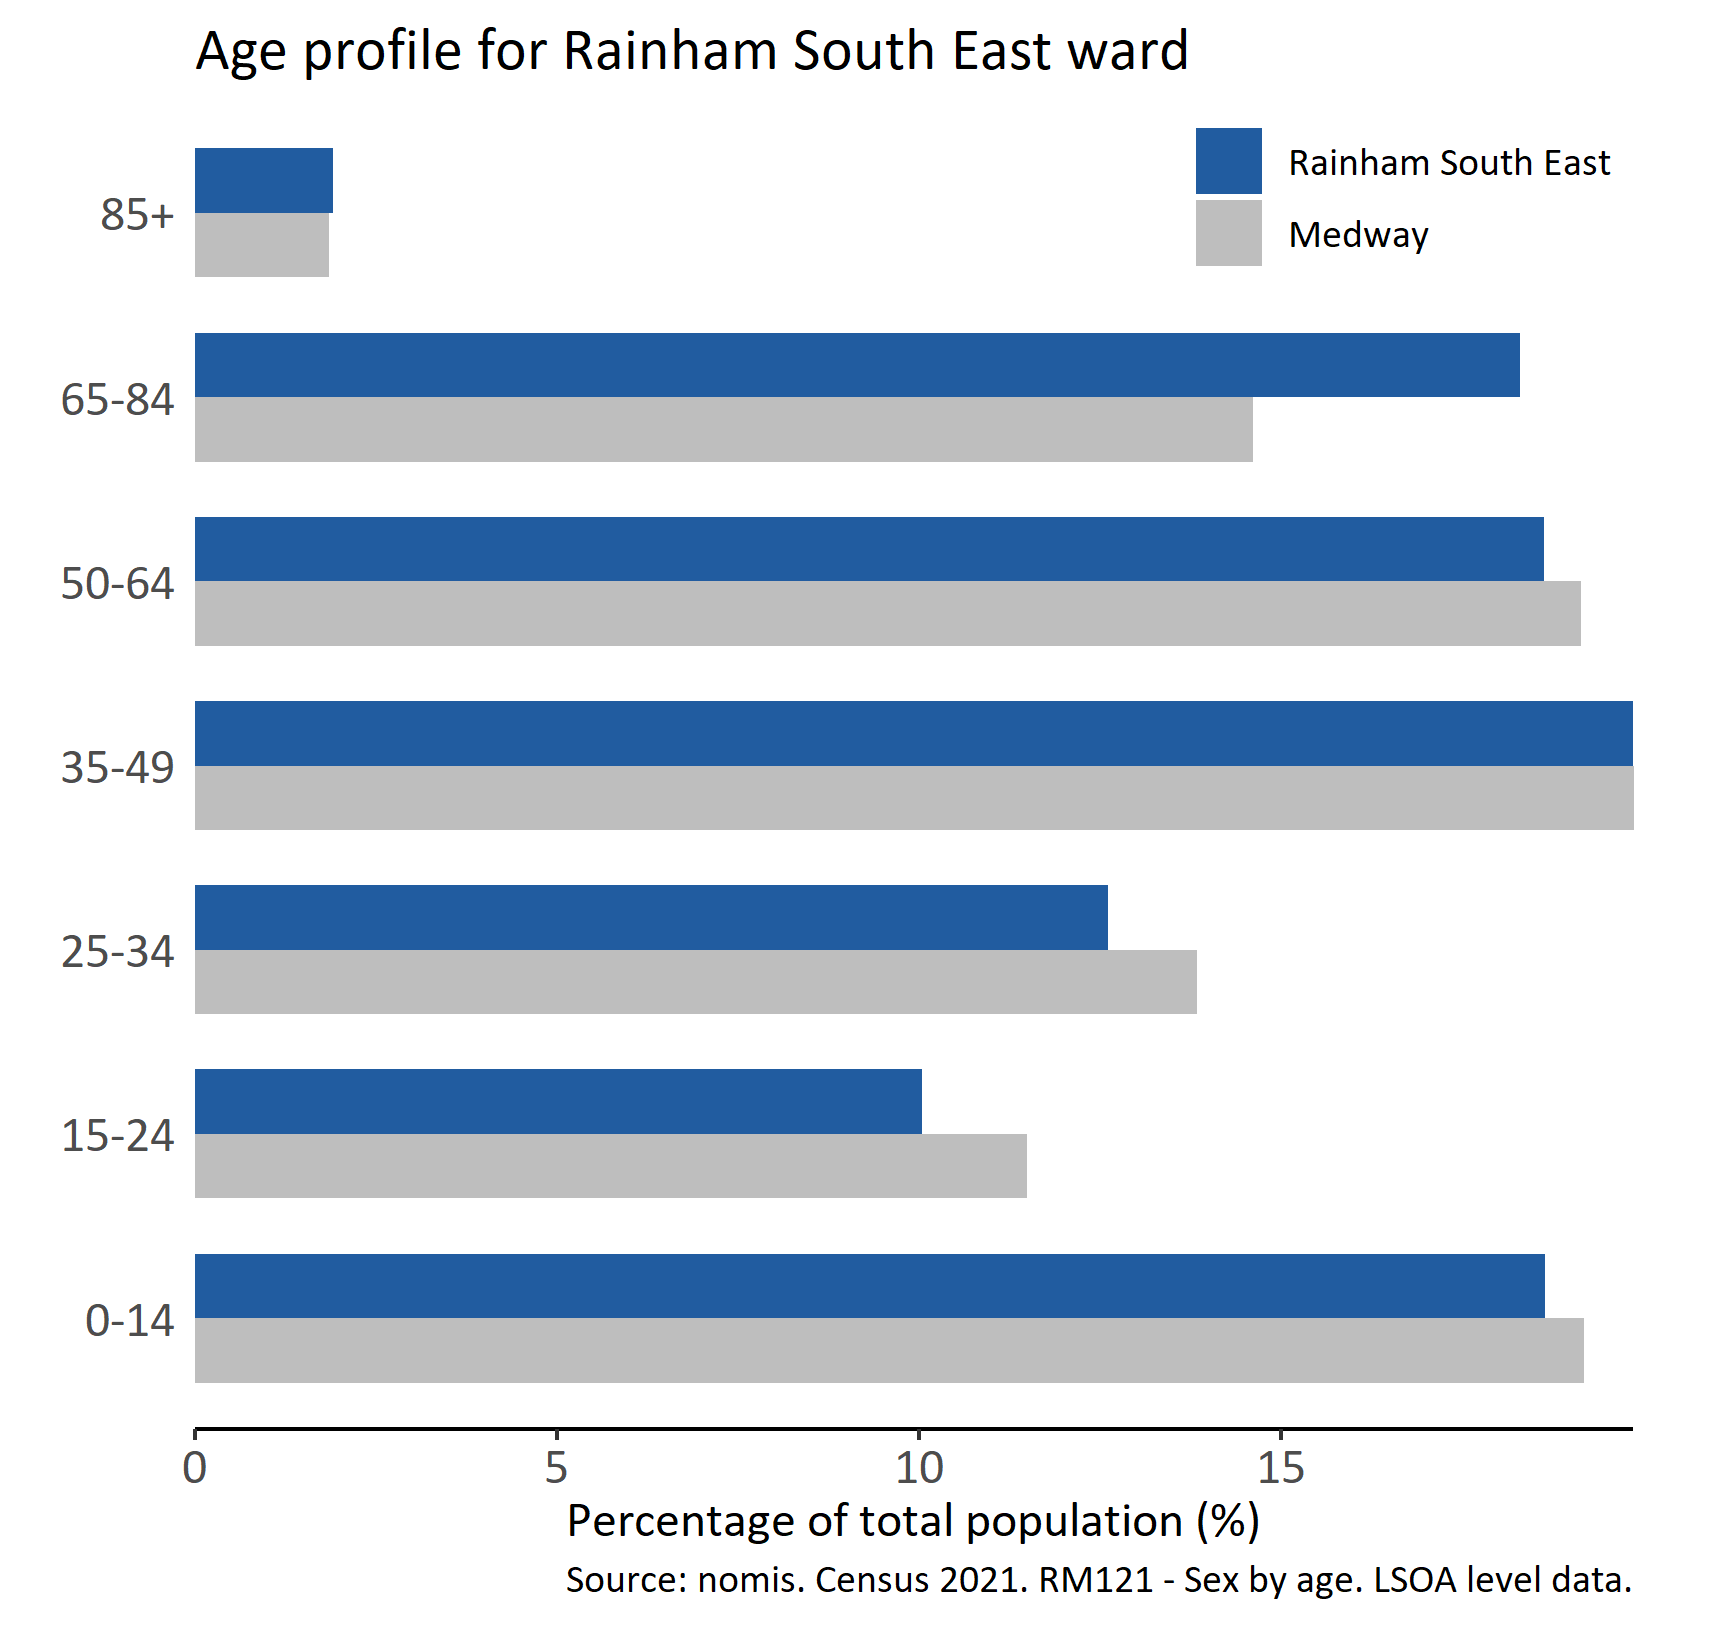 Age profile for Rainham South East ward
Rainham South East
Medway
85+
65-84
50-64
35-49
25-34
15-24
0-14
0 5 10 15
Percentage of total population (%)
Source: nomis. Census 2021. RM121 - Sex by age. LSOA level data.